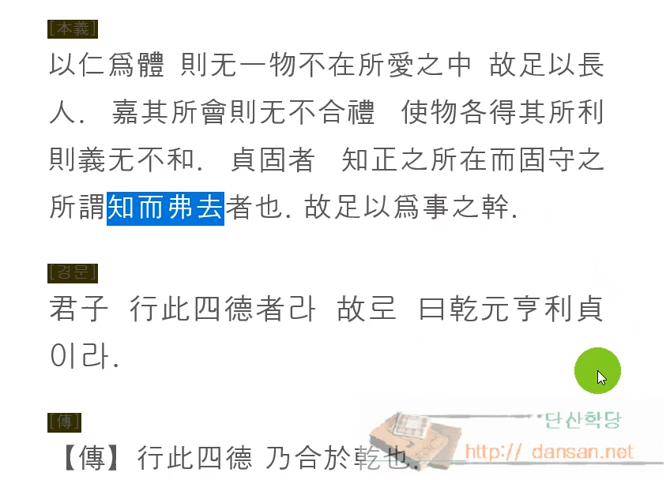 [本義]
以仁爲體 則无一物不在所愛之中 故足以長
人. 嘉其所會則无不合禮 使物各得其所利
則義无不和. 貞固者 知正之所在而固守之
所謂知而弗去者也. 故足以爲事之幹.
[경문]
君子 行此四德者라 故로 曰乾元亨利貞
이라.
[傳]
【傳】行此四德 乃合於乾也.
단산학당
http:// dansan.net